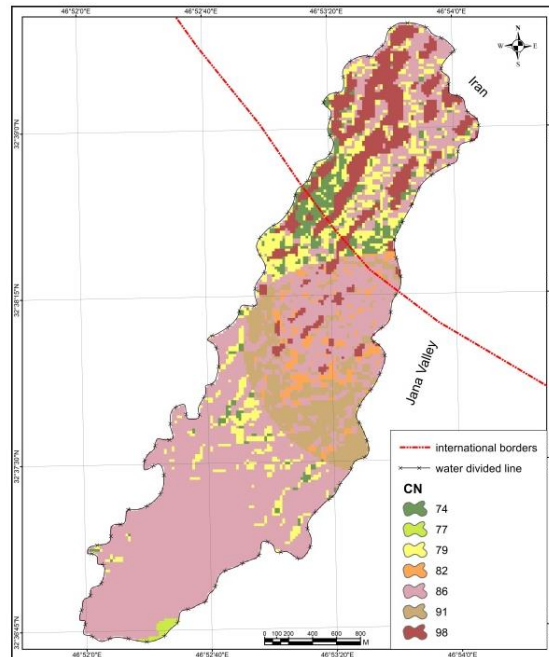 46°52'0"E 46°52'40"E 46°53'20"E 46°54'0"E
N
W E
S
Iran
32°39'0"N
32°38'15"N
Jana Valley
32°37'30"N
32°36'45"N
international borders
water divided line
CN
74
77
79
82
86
91
98
0 100 200 400 600 800
M
46°52'0"E 46°52'40"E 46°53'20"E 46°54'0"E